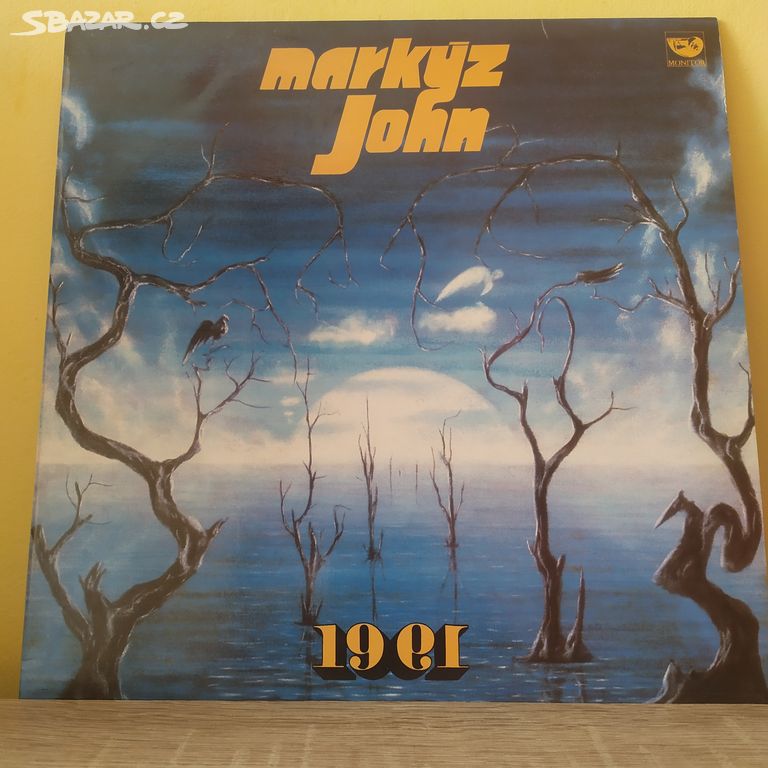 SBAZAR.CZ
markýz
John
MONITOR
1961